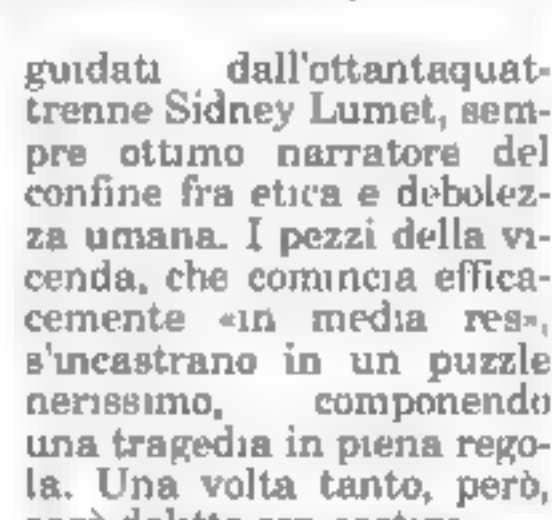 guidati dall'ottantaquat-
trenne Sidney Lumet, sem-
pre ottimo narratore del
confine fra etica e debolez-
za umana. I pezzi della vi-
cenda, che comincia effica-
cemente «in media res»,
s'incastrano in un puzzle
nerissimo, componendo
una tragedia in piena rego-
la. Una volta tanto, però,